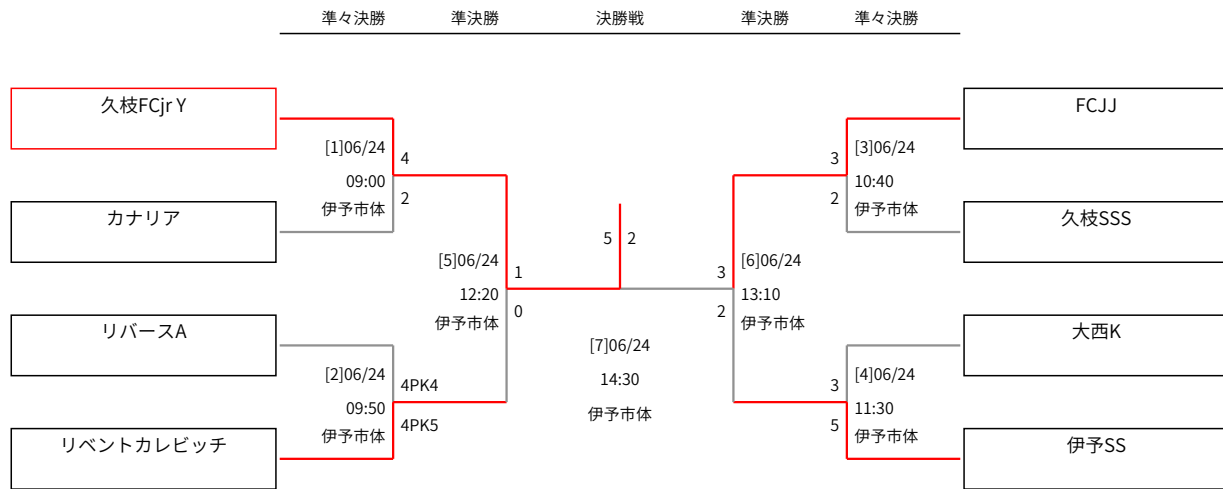 準々決勝
準決勝
決勝戦
準決勝
準々決勝
久枝FCjr Y
カナリア
リバースA
リベントカレビッチ
[1]06/24
09:00
伊予市体
4
2
[2]06/24
09:50
伊予市体
4PK4
4PK5
[5]06/24
12:20
伊予市体
1
0
5
2
[7]06/24
14:30
伊予市体
3
2
[6]06/24
13:10
伊予市体
3
2
[3]06/24
10:40
伊予市体
3
5
[4]06/24
11:30
伊予市体
FCJJ
久枝SSS
大西K
伊予SS